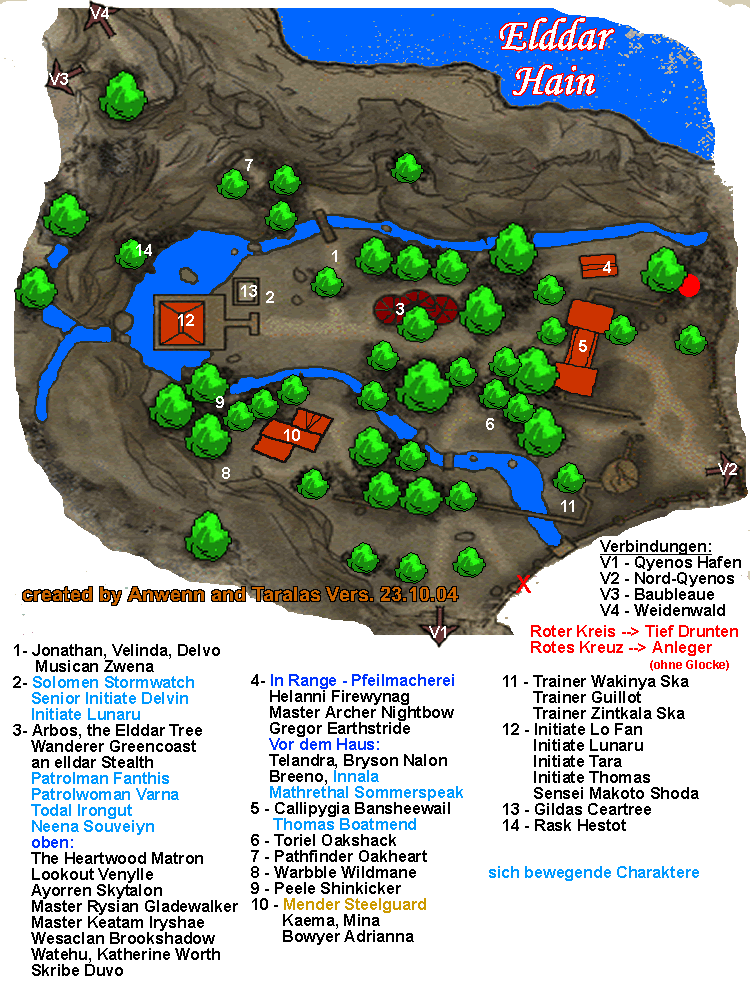 V4
Elddar
Hain
V3
7
14
1
4
13
2
3
12
5
9
6
10
8
V2
11
Verbindungen:
V1 - Qyenos Hafen
V2 - Nord-Qyenos
V3 - Baubleaue
V4 - Weidenwald
X
created by Anwenn and Taralas Vers. 23.10.04
V1
Roter Kreis --> Tief Drunten
Rotes Kreuz --> Anleger
(ohne Glocke)
1- Jonathan, Velinda, Delvo
Musican Zwena
2- Solomen Stormwatch
Senior Initiate Delvin
Initiate Lunaru
3- Arbos, the Elddar Tree
Wanderer Greencoast
an elldar Stealth
Patrolman Fanthis
Patrolwoman Varna
Todal Irongut
Neena Souveiyn
oben:
The Heartwood Matron
Lookout Venylle
Ayorren Skytalon
Master Rysian Gladewalker
Master Keatam Iryshae
Wesaclan Brookshadow
Watehu, Katherine Worth
Skribe Duvo
4- In Range - Pfeilmacherei
Helanni Firewynag
Master Archer Nightbow
Gregor Earthstride
Vor dem Haus:
Telandra, Bryson Nalon
Breeno, Innala
Mathrethal Sommerspeak
5 - Callipygia Bansheewail
Thomas Boatmend
6 - Toriel Oakshack
7 - Pathfinder Oakheart
8 - Warbble Wildmane
9 - Peele Shinkicker
10 - Mender Steelguard
Kaema, Mina
Bowyer Adrianna
11 - Trainer Wakinya Ska
Trainer Guillot
Trainer Zintkala Ska
12 - Initiate Lo Fan
Initiate Lunaru
Initiate Tara
Initiate Thomas
Sensei Makoto Shoda
13 - Gildas Ceartree
14 - Rask Hestot
sich bewegende Charaktere